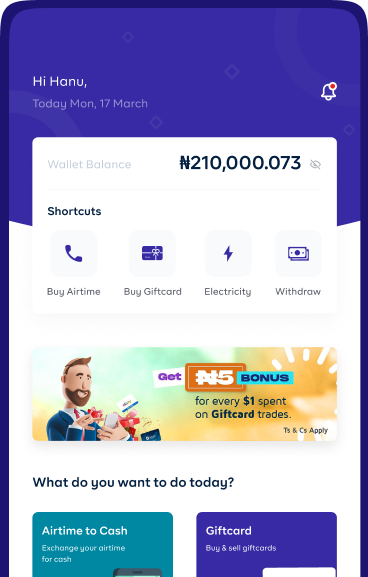 Hi Hanu,
Today Mon, 17 March
Wallet Balance ₦210,000.073
Shortcuts
Buy Airtime Buy Giftcard Electricity Withdraw
Get ₦5 BONUS
for every $1 spent
on Giftcard trades.
Ts & Cs Apply
What do you want to do today?
Airtime to Cash
Exchange your airtime
for cash
Giftcard
Buy & sell giftcards